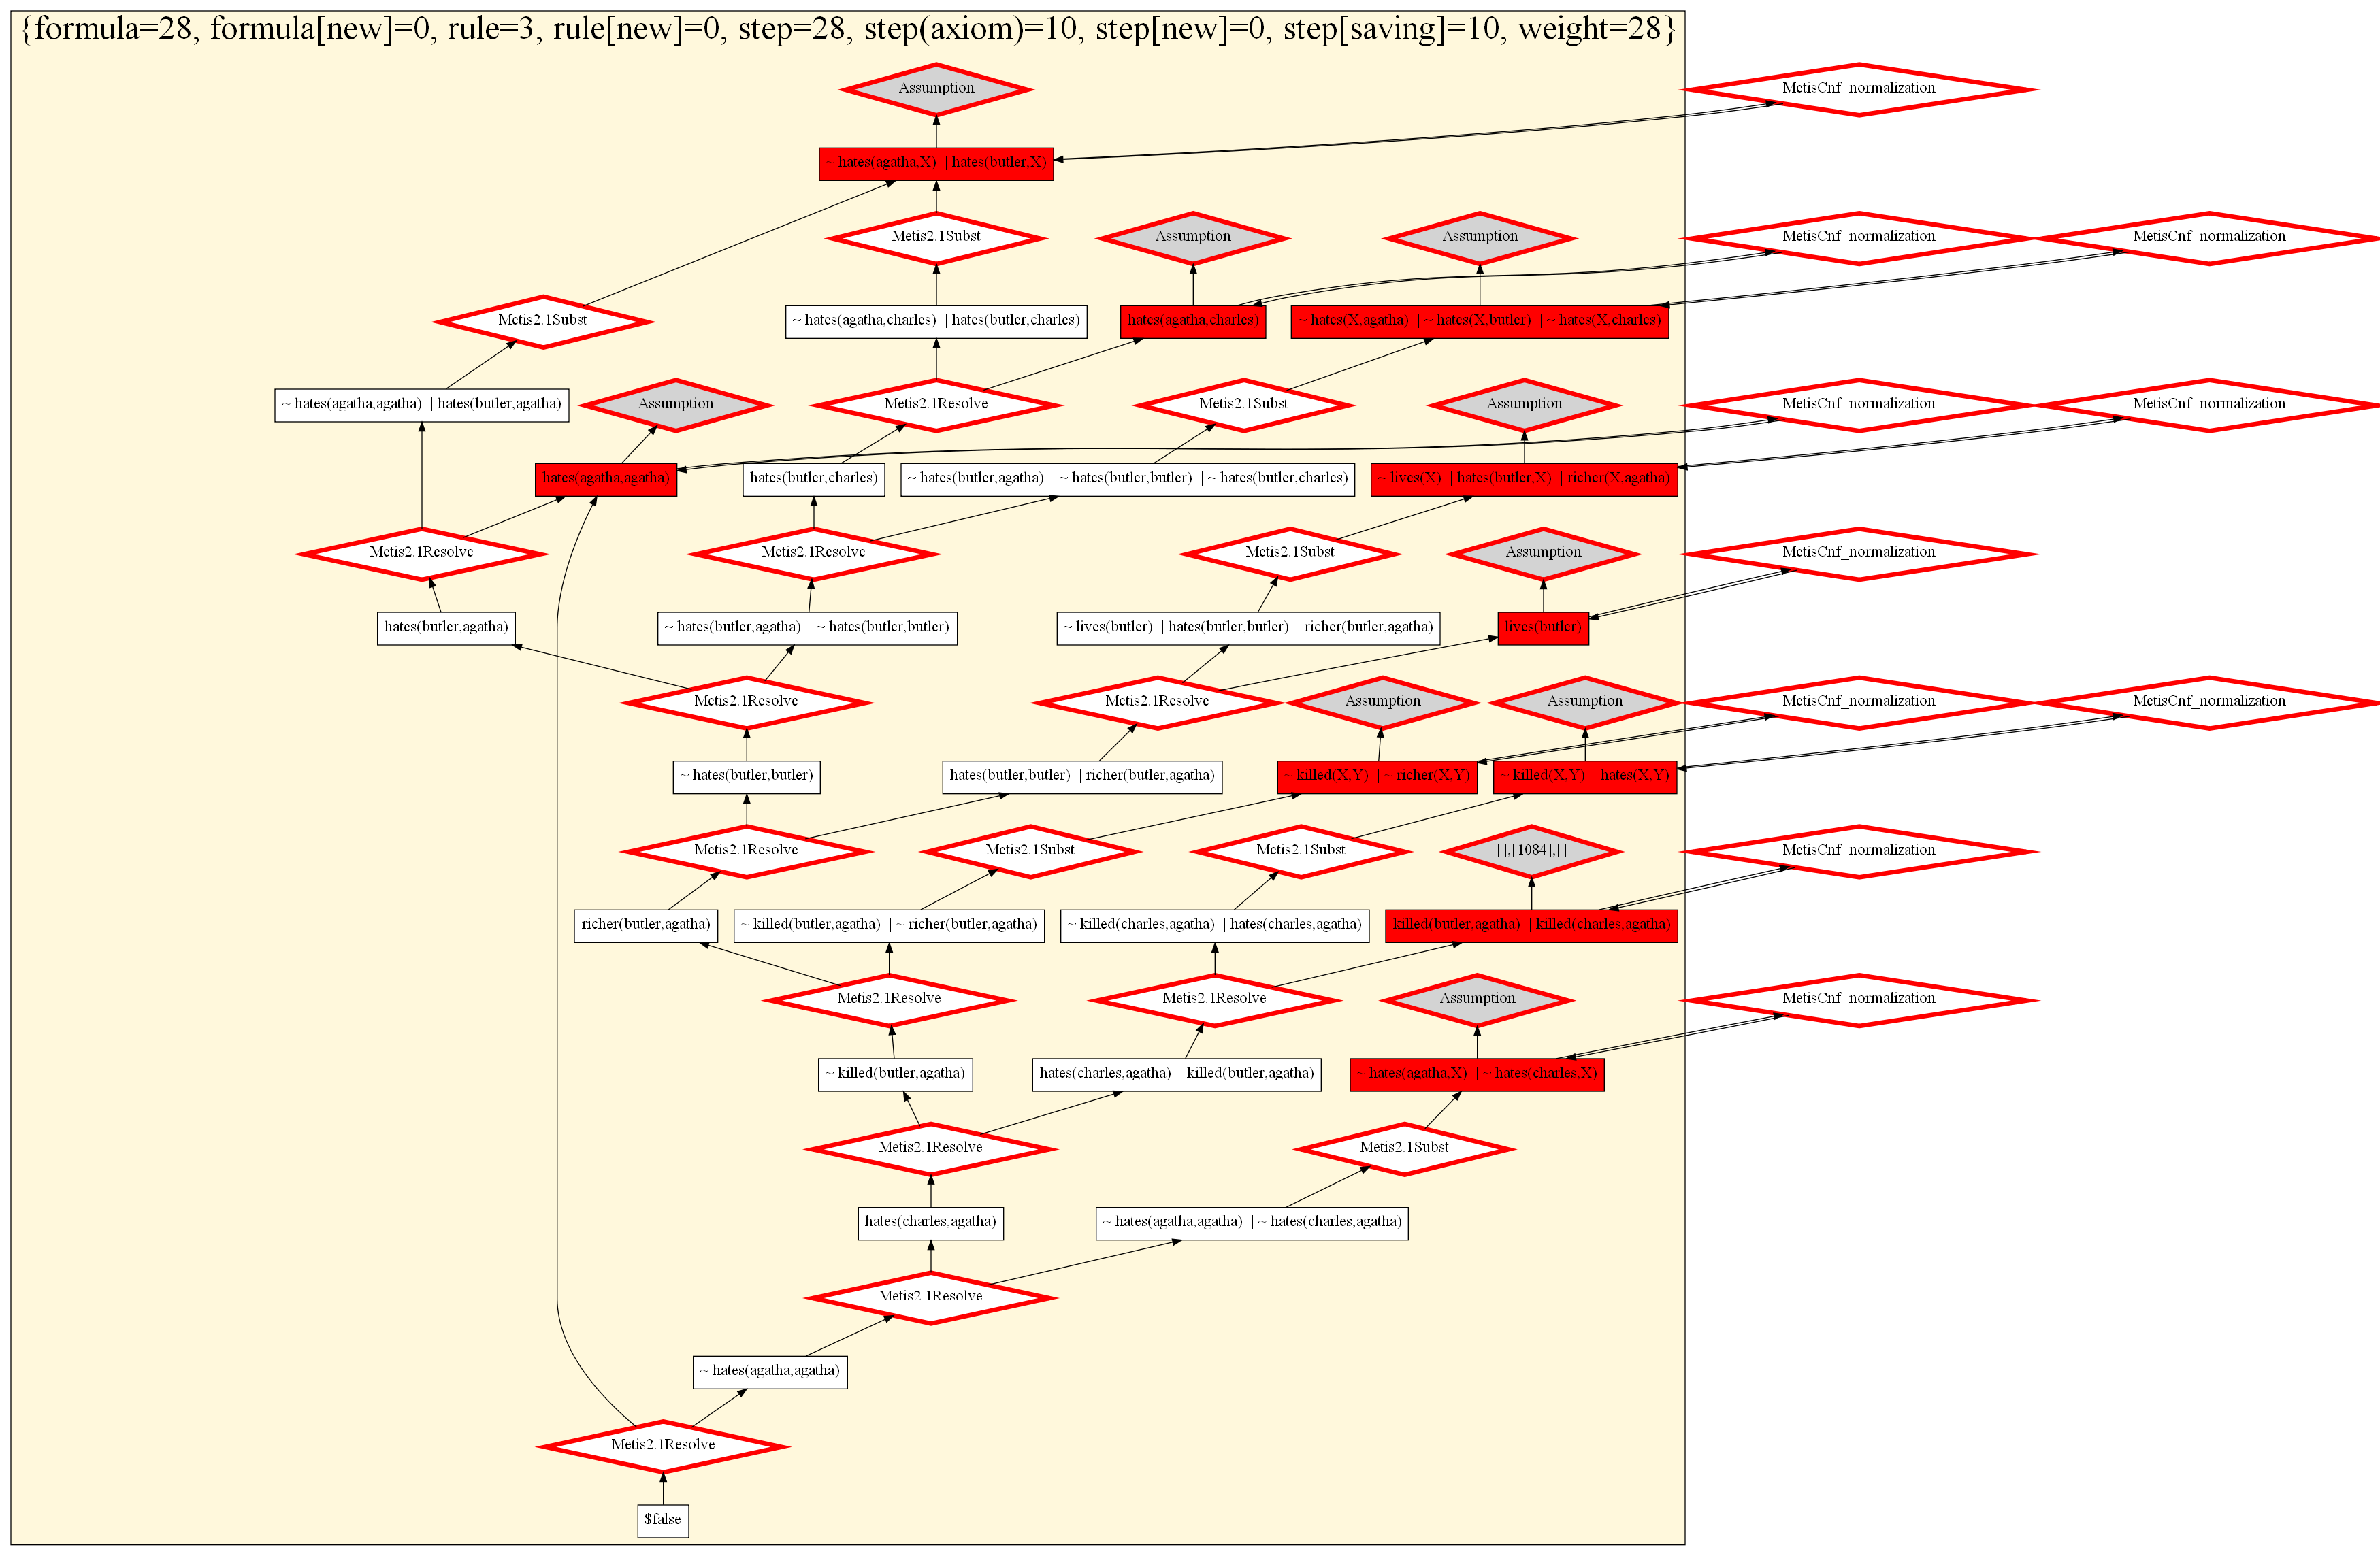 {formula=28, formula[new]=0, rule=3, rule[new]=0, step=28, step(axiom)=10, step[new]=0, step[saving]=10, weight=28}
Assumption
MetisCnf_normalization
~ hates(agatha,X) | hates(butler,X)
Metis2.1Subst
Assumption
Assumption
MetisCnf_normalization
MetisCnf_normalization
Metis2.1Subst
~ hates(agatha,charles) | hates(butler,charles)
hates(agatha,charles)
~ hates(X,agatha) | ~ hates(X,butler) | ~ hates(X,charles)
~ hates(agatha,agatha) | hates(butler,agatha)
Assumption
Metis2.1Resolve
Metis2.1Subst
Assumption
MetisCnf_normalization
MetisCnf_normalization
hates(agatha,agatha)
hates(butler,charles)
~ hates(butler,agatha) | ~ hates(butler,butler) | ~ hates(butler,charles)
~ lives(X) | hates(butler,X) | richer(X,agatha)
Metis2.1Resolve
Metis2.1Resolve
Metis2.1Subst
Assumption
MetisCnf_normalization
hates(butler,agatha)
~ hates(butler,agatha) | ~ hates(butler,butler)
~ lives(butler) | hates(butler,butler) | richer(butler,agatha)
lives(butler)
Metis2.1Resolve
Metis2.1Resolve
Assumption
Assumption
MetisCnf_normalization
MetisCnf_normalization
~ hates(butler,butler)
hates(butler,butler) | richer(butler,agatha)
~ killed(X,Y) | ~ richer(X,Y)
~ killed(X,Y) | hates(X,Y)
Metis2.1Resolve
Metis2.1Subst
Metis2.1Subst
[],[1084],[]
MetisCnf_normalization
richer(butler,agatha)
~ killed(butler,agatha) | ~ richer(butler,agatha)
~ killed(charles,agatha) | hates(charles,agatha)
killed(butler,agatha) | killed(charles,agatha)
Metis2.1Resolve
Metis2.1Resolve
Assumption
MetisCnf_normalization
~ killed(butler,agatha)
hates(charles,agatha) | killed(butler,agatha)
~ hates(agatha,X) | ~ hates(charles,X)
Metis2.1Resolve
Metis2.1Subst
hates(charles,agatha)
~ hates(agatha,agatha) | ~ hates(charles,agatha)
Metis2.1Resolve
~ hates(agatha,agatha)
Metis2.1Resolve
$false